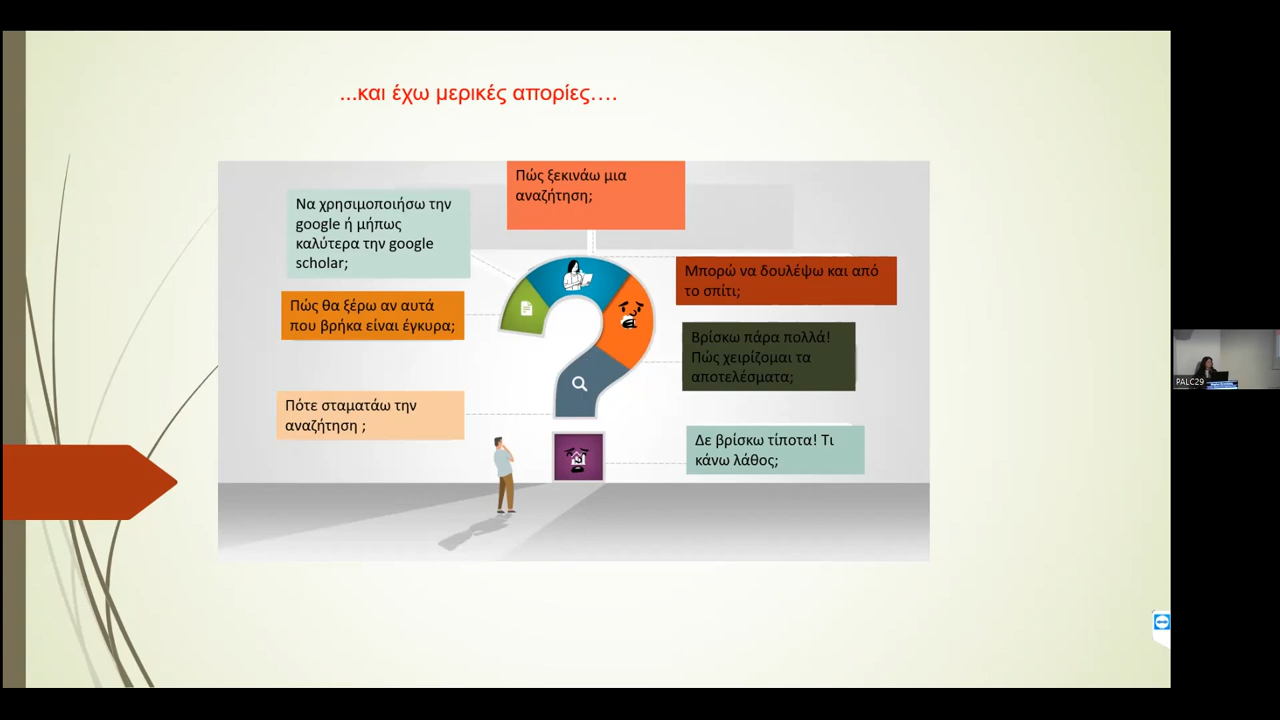 ...και έχω μερικές απορίες....
Πώς ξεκινάω μια
αναζήτηση;
Να χρησιμοποιήσω την
google ή μήπως
καλύτερα την google
scholar;
Μπορώ να δουλέψω και από
το σπίτι;
Πώς θα ξέρω αν αυτά
που βρήκα είναι έγκυρα;
Βρίσκω πάρα πολλά!
Πώς χειρίζομαι τα
αποτελέσματα;
Πότε σταματάω την
αναζήτηση ;
Δε βρίσκω τίποτα! Τι
κάνω λάθος;
PALC29